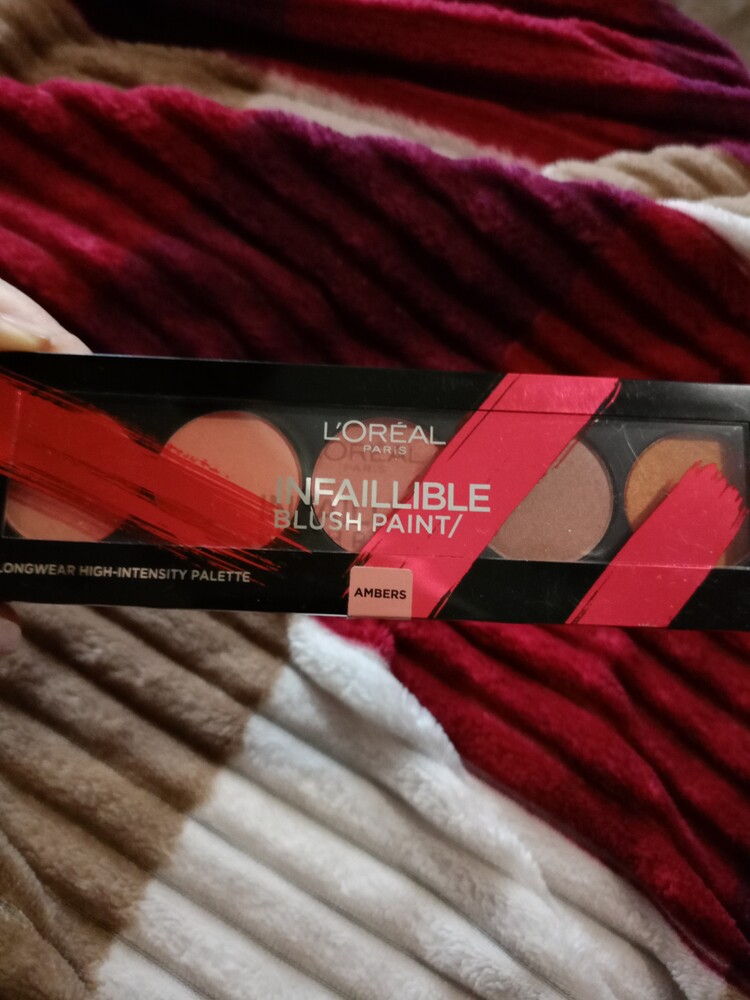 L'ORÉAL
PARIS
INFAILLIBLE
BLUSH PAINT/
LONGWEAR HIGH-INTENSITY PALETTE
AMBERS